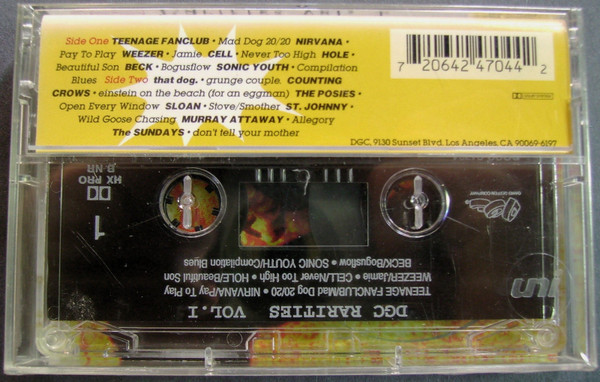 Side One TEENAGE FANCLUB • Mad Dog 20/20 NIRVANA •
Pay To Play WEEZER • Jamie CELL • Never Too High HOLE •
Beautiful Son BECK • Bogusflow SONIC YOUTH • Compilation
Blues Side Two that dog. • grunge couple. COUNTING
CROWS • einstein on the beach (for an eggman) THE POSIES •
Open Every Window SLOAN • Stove/Smother ST. JOHNNY •
Wild Goose Chasing MURRAY ATTAWAY • Allegory
The SUNDAYS • don't tell your mother
7 20642 47044 2
DGC, 9130 Sunset Blvd. Los Angeles, CA 90069-6197
DGC RARITIES VOL. I
TEENAGE FANCLUB/Mad Dog 20/20 • NIRVANA/Pay To Play
WEEZER/Jamie • CELL/Never Too High • HOLE/Beautiful Son
BECK/Bogusflow • SONIC YOUTH/Compilation Blues
1
HX PRO
B NR